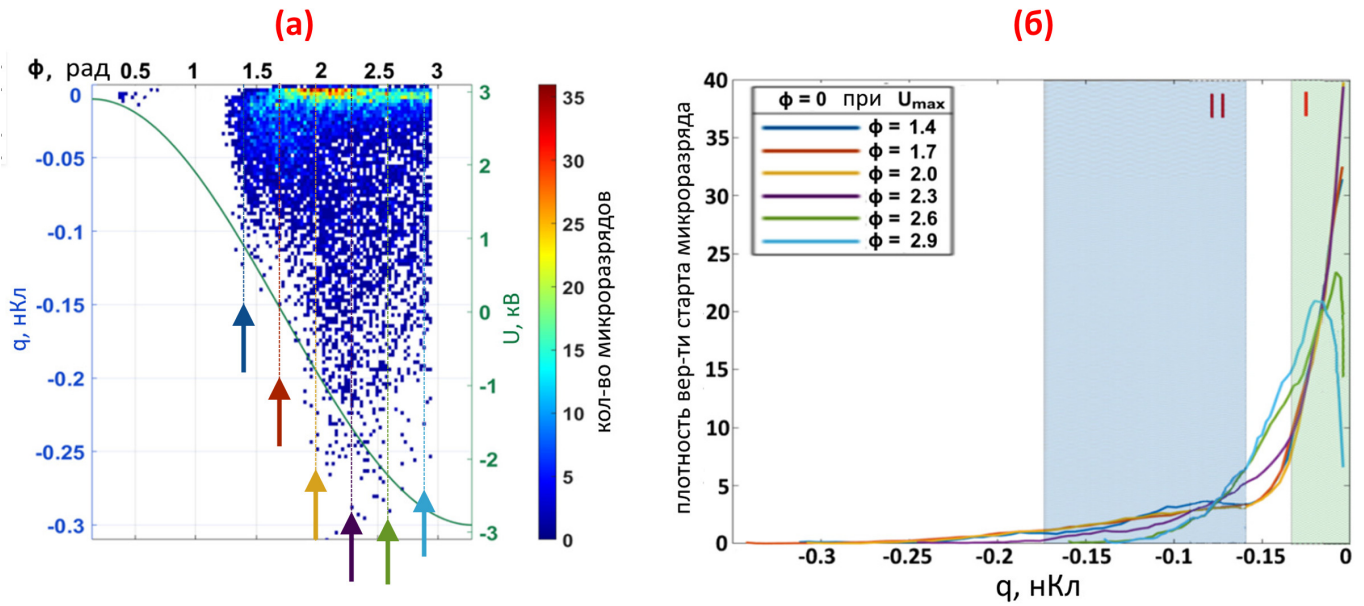 (а)
(б)
ϕ, рад 0.5 1 1.5 2 2.5 3
0
-0.05
-0.1
-0.15
-0.2
-0.25
-0.3
q, нКл
3
2
1
0
-1
-2
-3
U, кВ
35
30
25
20
15
10
5
0
кол-во микроразрядов
плотность вер-ти старта микроразряда
40
35
30
25
20
15
10
5
0
ϕ = 0 при Umax
ϕ = 1.4
ϕ = 1.7
ϕ = 2.0
ϕ = 2.3
ϕ = 2.6
ϕ = 2.9
II
I
-0.3 -0.25 -0.2 -0.15 -0.1 -0.15 0
q, нКл